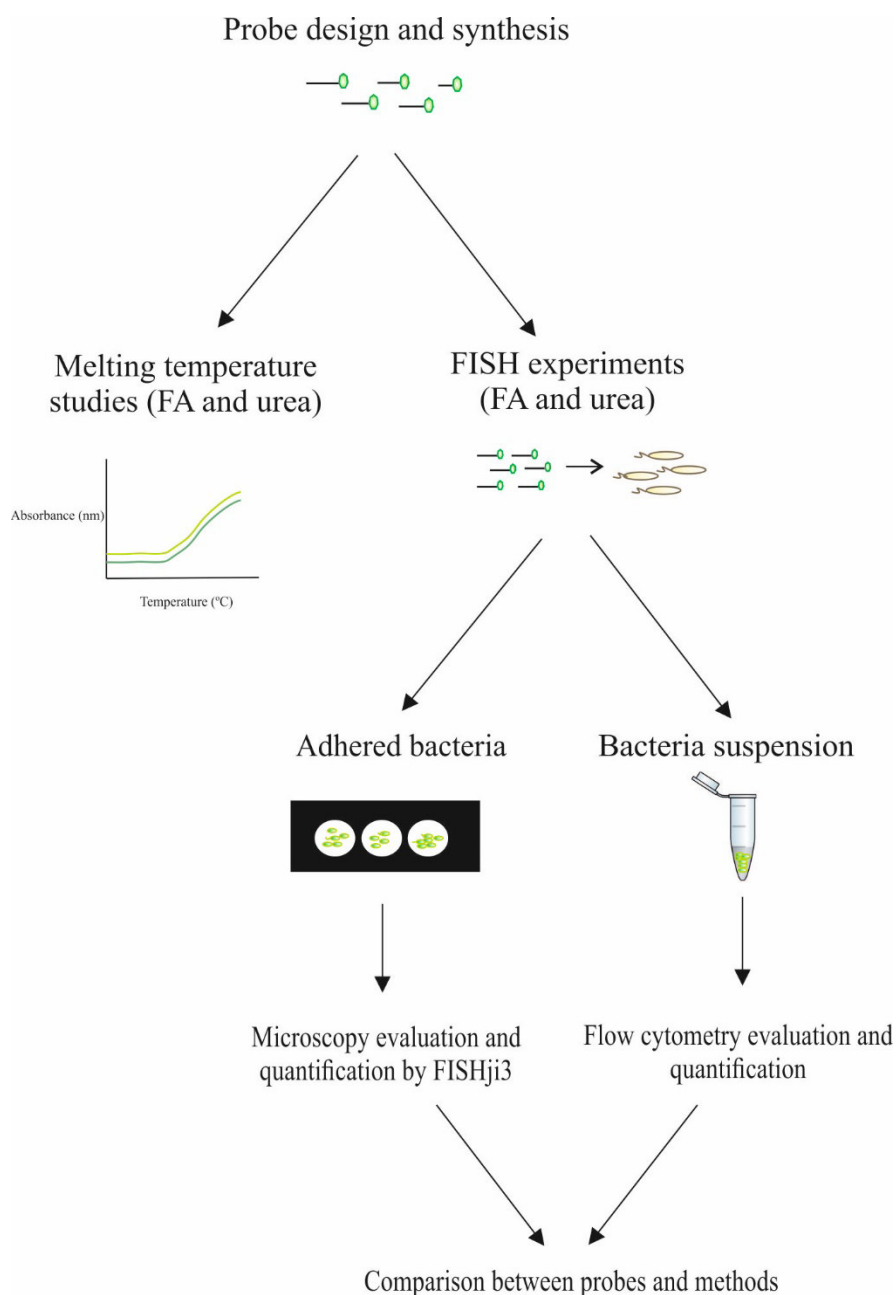 Probe design and synthesis
Melting temperature
studies (FA and urea)
FISH experiments
(FA and urea)
Absorbance (nm)
Temperature (ºC)
Adhered bacteria
Bacteria suspension
Microscopy evaluation and
quantification by FISHji3
Flow cytometry evaluation and
quantification
Comparison between probes and methods